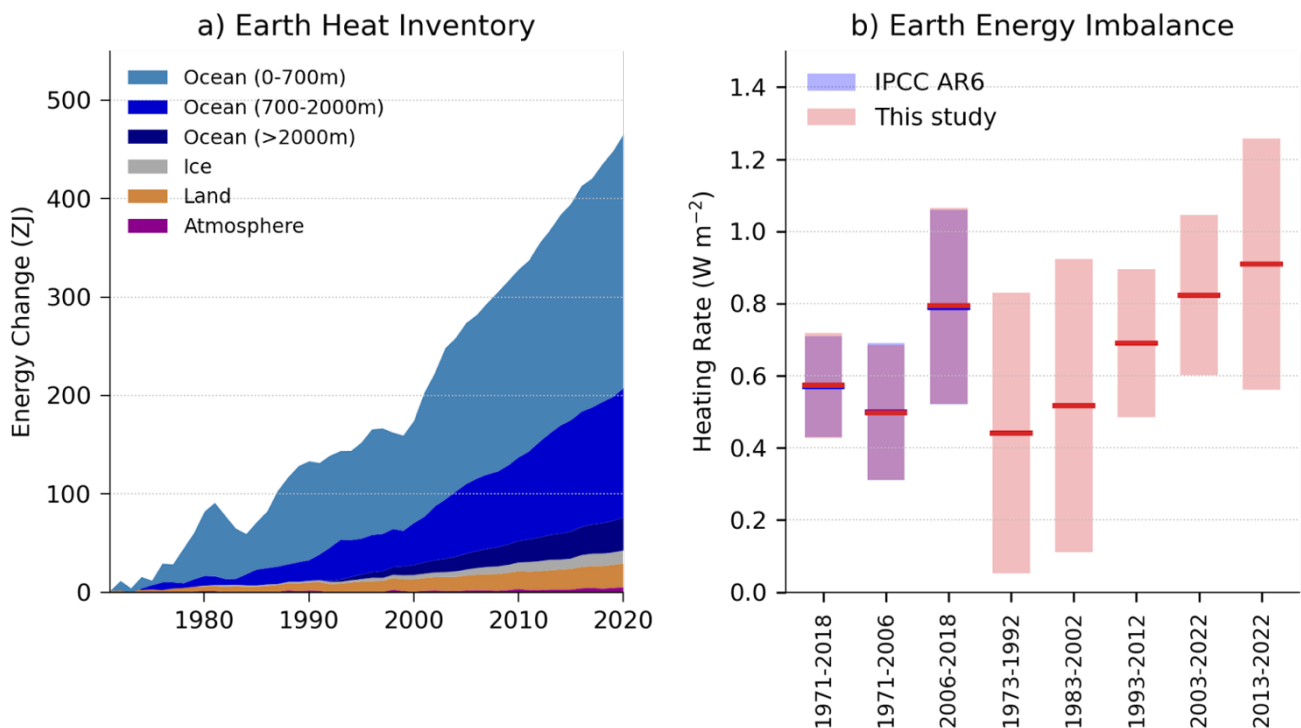 a) Earth Heat Inventory
Energy Change (ZJ)
500
400
300
200
100
0
Ocean (0-700m)
Ocean (700-2000m)
Ocean (>2000m)
Ice
Land
Atmosphere
1980 1990 2000 2010 2020
b) Earth Energy Imbalance
Heating Rate (W m⁻²)
1.4
1.2
1.0
0.8
0.6
0.4
0.2
0.0
IPCC AR6
This study
1971-2018
1971-2006
2006-2018
1973-1992
1983-2002
1993-2012
2003-2022
2013-2022